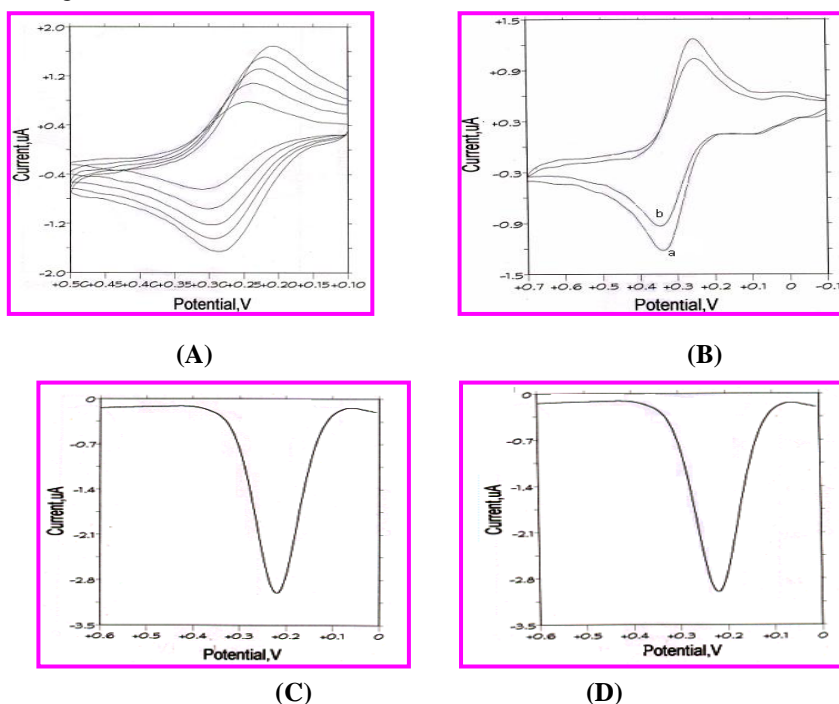 +2.0 +1.5
+1.2 +0.9
+0.4 +0.3
-0.4 -0.3
-1.2 -0.9
-2.0 -1.5
Current,uA Current,uA
b
a
+0.50 +0.45 +0.40 +0.35 +0.30 +0.25 +0.20 +0.15 +0.10 +0.7 +0.6 +0.5 +0.4 +0.3 +0.2 +0.1 0 -0.1
Potential,V Potential,V
(A) (B)
0 0
-0.7 -0.7
-1.4 -1.4
-2.1 -2.1
-2.8 -2.8
-3.5 -3.5
Current,uA Current,uA
+0.6 +0.5 +0.4 +0.3 +0.2 +0.1 0 +0.6 +0.5 +0.4 +0.3 +0.2 +0.1 0
Potential,V Potential,V
(C) (D)